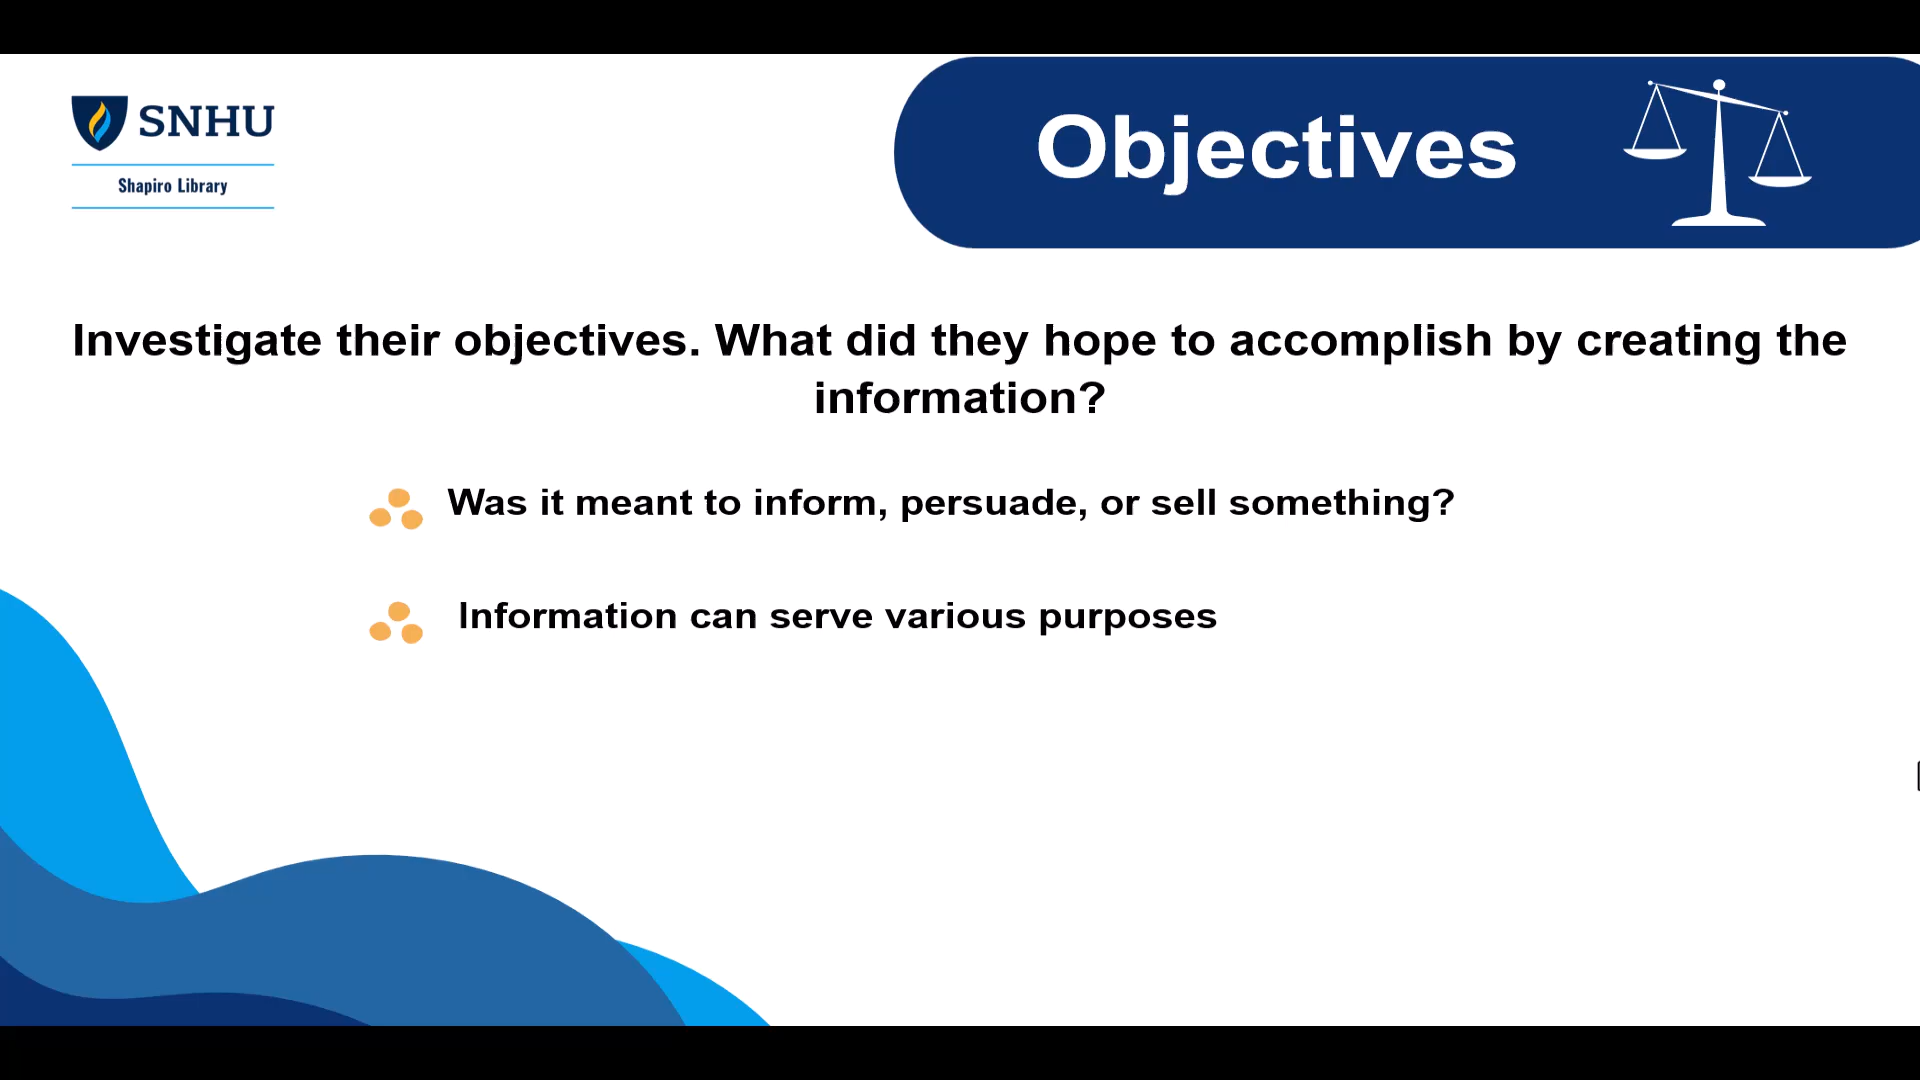 SNHU
Shapiro Library
Objectives
Investigate their objectives. What did they hope to accomplish by creating the
information?
Was it meant to inform, persuade, or sell something?
Information can serve various purposes